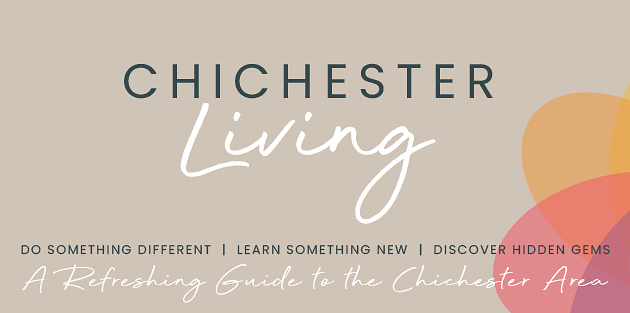 CHICHESTER
Living
DO SOMETHING DIFFERENT | LEARN SOMETHING NEW | DISCOVER HIDDEN GEMS
A Refreshing Guide to the Chichester Area